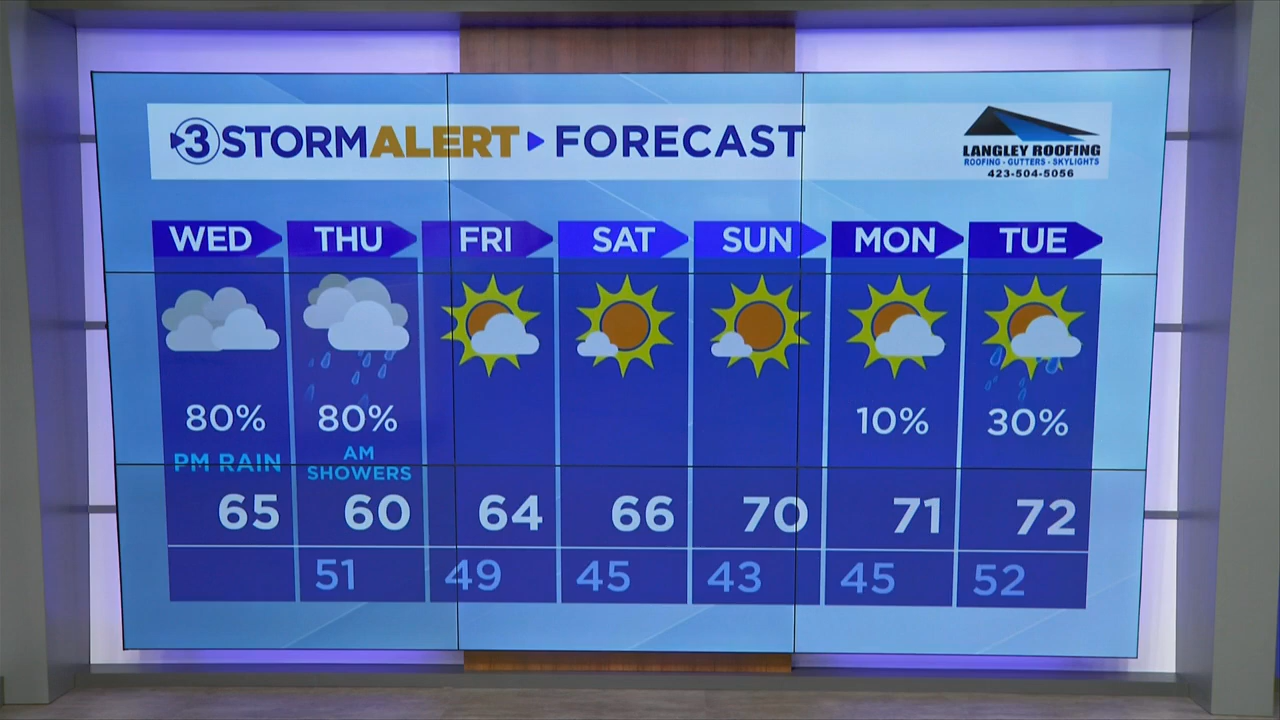 3 STORMALERT FORECAST
LANGLEY ROOFING
ROOFING - GUTTERS - SKYLIGHTS
423-504-5056
WED THU FRI SAT SUN MON TUE
80% 80% 10% 30%
PM RAIN AM SHOWERS
65 60 64 66 70 71 72
51 49 45 43 45 52